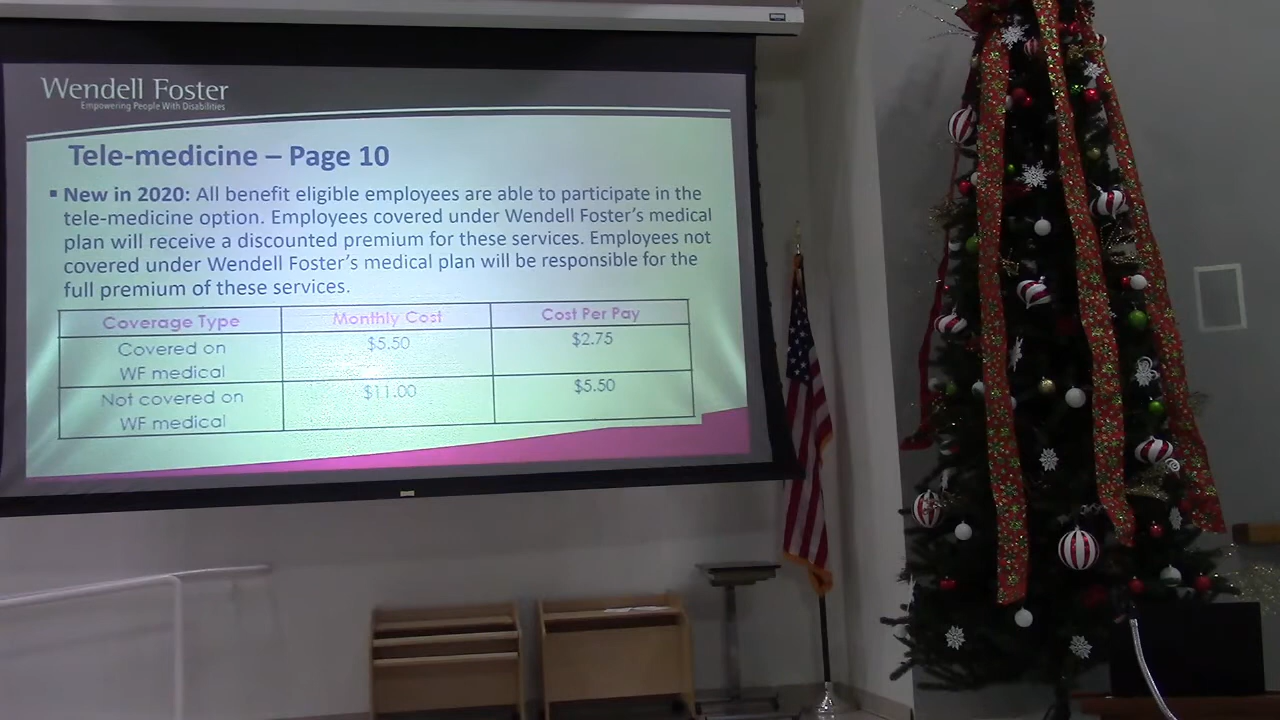 Wendell Foster
Empowering People With Disabilities
Tele-medicine – Page 10
▪ New in 2020: All benefit eligible employees are able to participate in the
tele-medicine option. Employees covered under Wendell Foster’s medical
plan will receive a discounted premium for these services. Employees not
covered under Wendell Foster’s medical plan will be responsible for the
full premium of these services.
Coverage Type Monthly Cost Cost Per Pay
Covered on $5.50 $2.75
WF medical
Not covered on $11.00 $5.50
WF medical